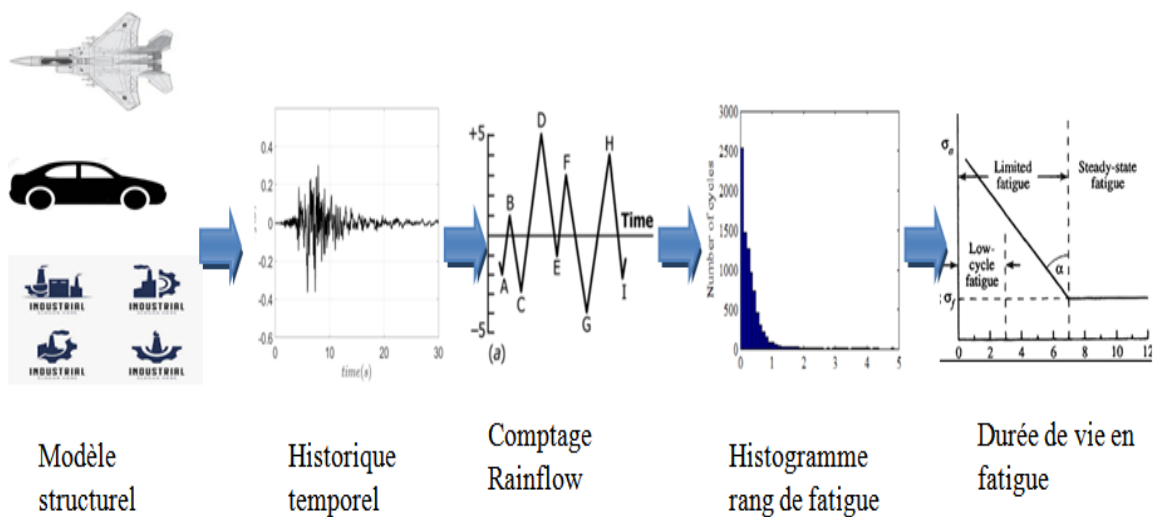 INDUSTRIAL
INDUSTRIAL
INDUSTRIAL
INDUSTRIAL
0.4
0.2
0
-0.2
-0.4
-0.6
0 10 20 30
time(s)
+5
-5
D
H
F
B
Time
A
C
E
G
I
(a)
Number of cycles
3000
2500
2000
1500
1000
500
0
0 1 2 3 4 5
σa
Limited fatigue
Steady-state fatigue
Low-cycle fatigue
α
σf
0 2 4 6 8 10 12
Modèle structurel
Historique temporel
Comptage Rainflow
Histogramme rang de fatigue
Durée de vie en fatigue